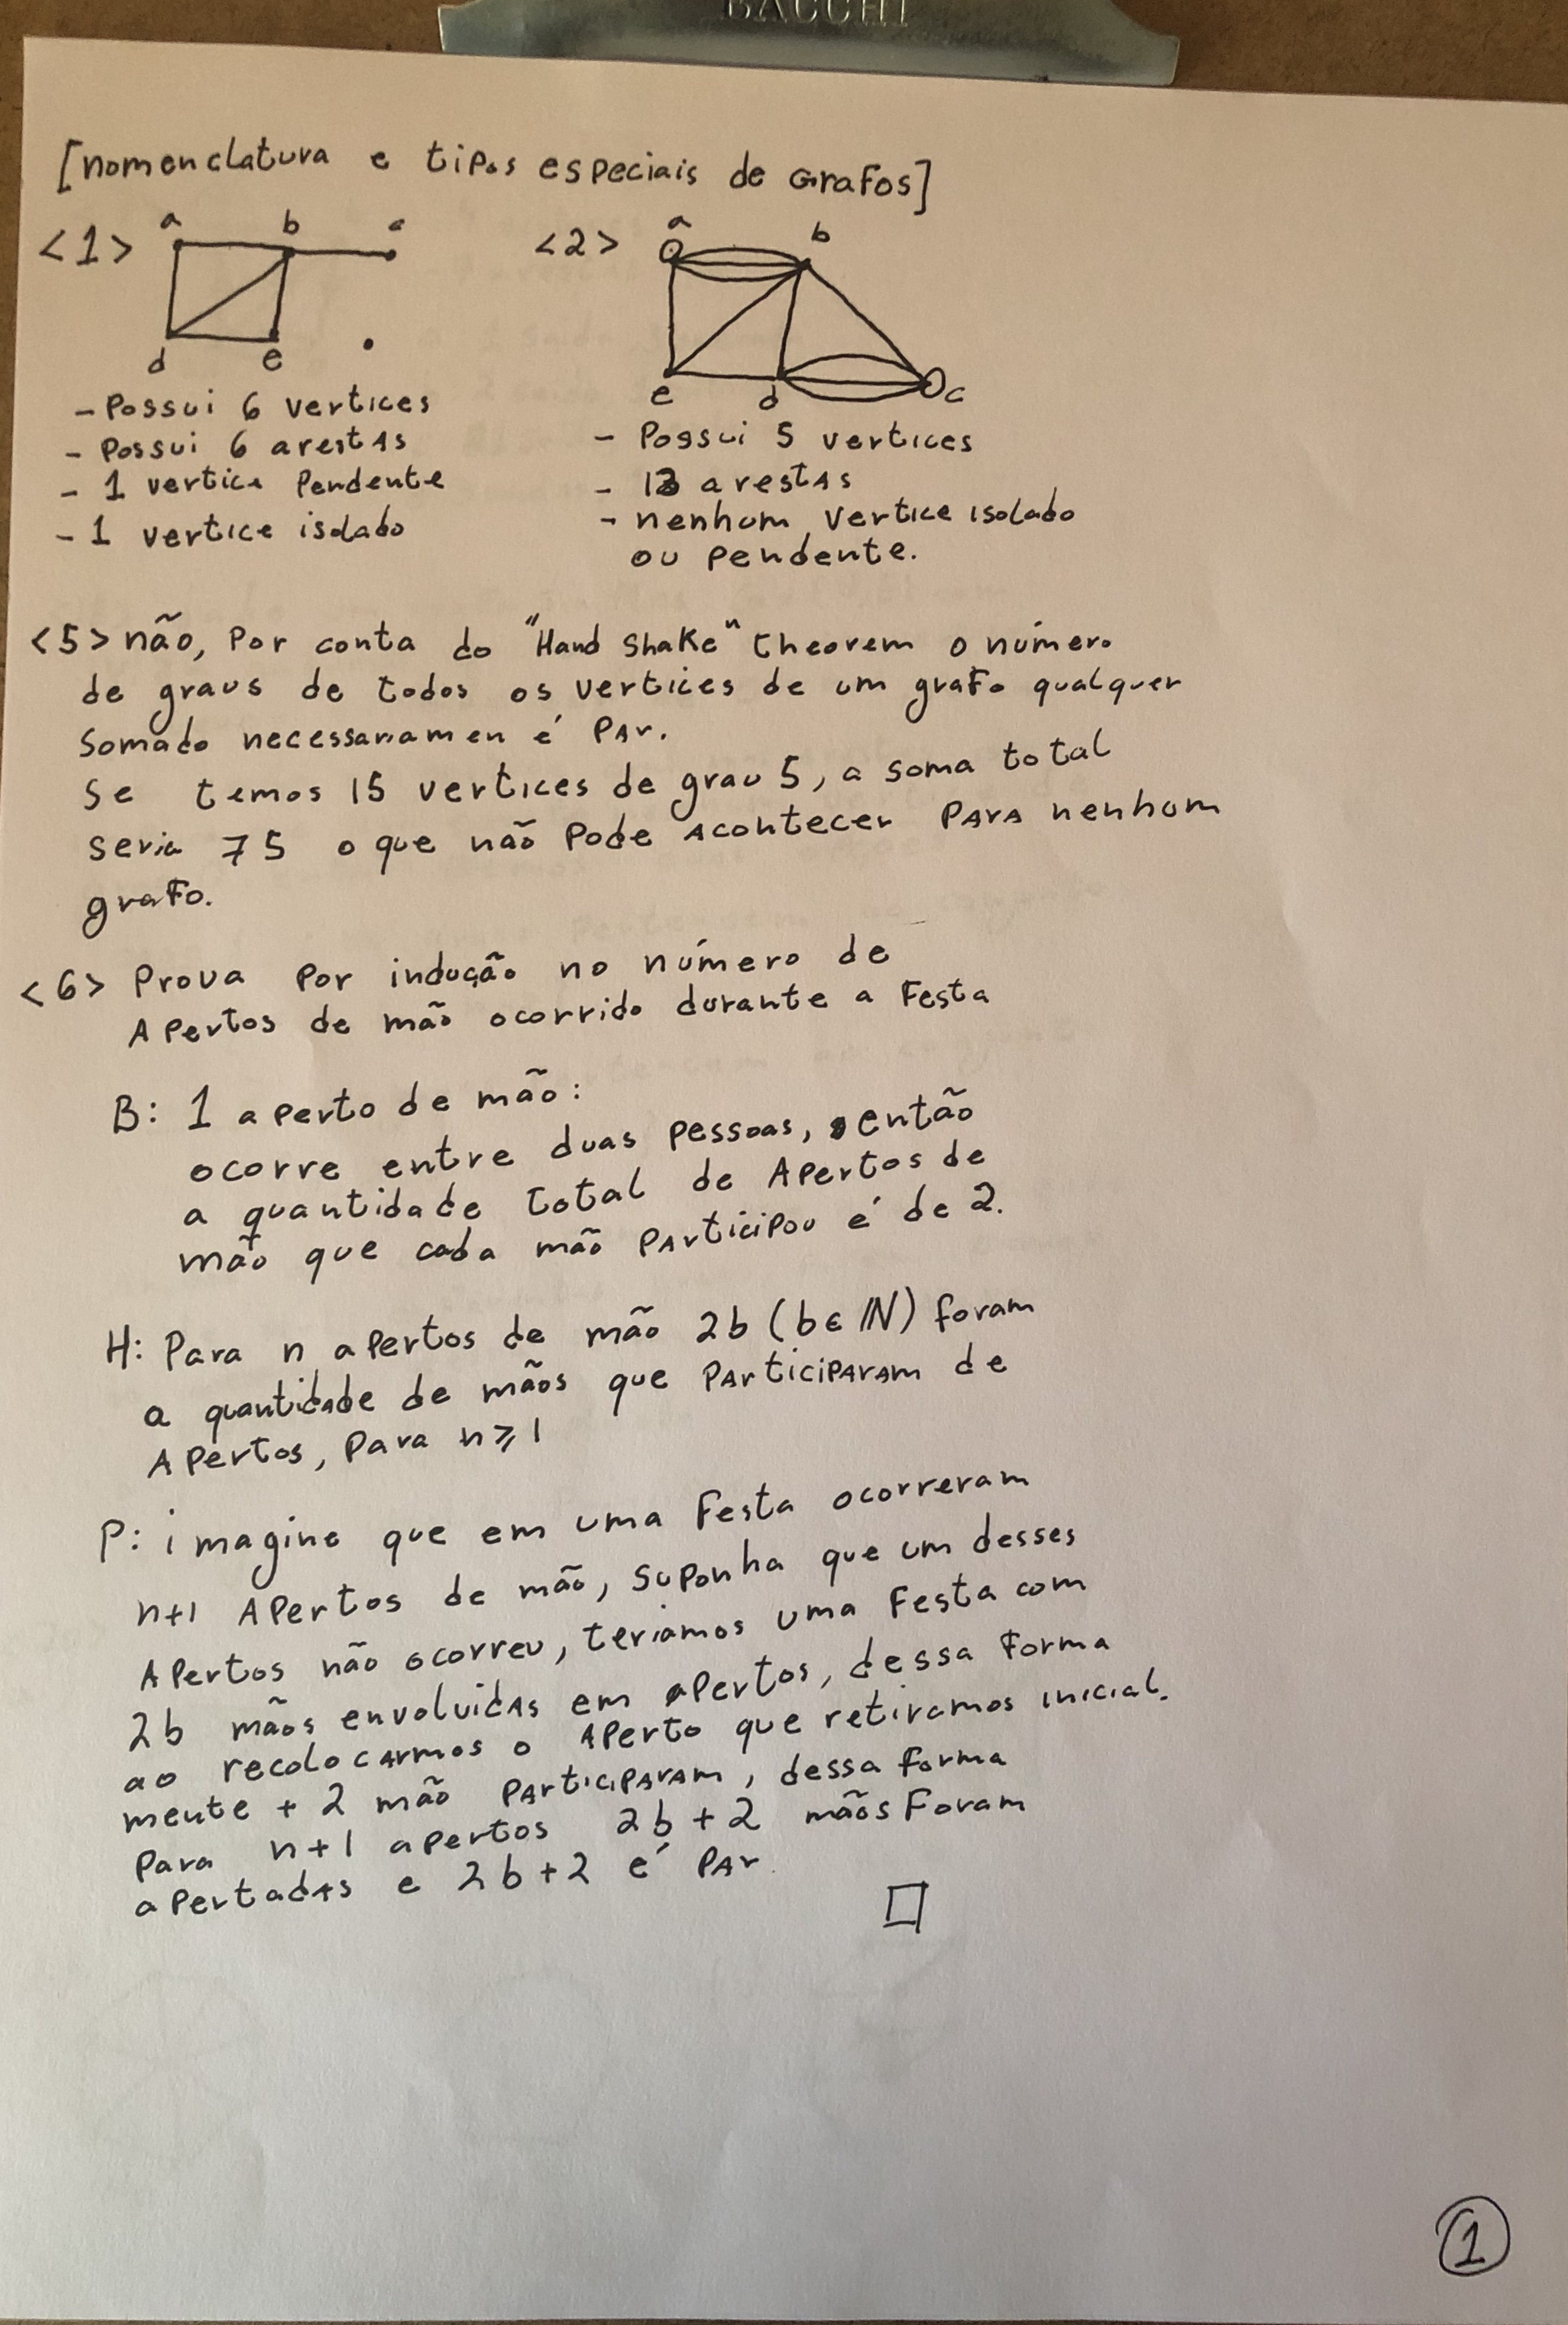 BACCHI
[nomenclatura e tipos especiais de Grafos]
<1> a b c
d e
<2> a b
e d c
- Possui 6 vertices
- Possui 6 arestas
- 1 vertice Pendente
- 1 vertice isolado
- Possui 5 vertices
- 13 arestas
- nenhum vertice isolado
ou pendente.
<5> não, Por conta do "Hand Shake" theorem o número
de graus de todos os vertices de um grafo qualquer
somado necessariamen é PAr.
Se temos 15 vertices de grau 5, a soma total
seria 75 o que não Pode Acontecer PArA nenhum
grafo.
<6> Prova Por indução no número de
Apertos de mão ocorrido durante a Festa
B: 1 aperto de mão:
ocorre entre duas pessoas, então
a quantidade total de Apertos de
mão que cada mão PArticipou é de 2.
H: Para n apertos de mão 2b (b∈ℕ) foram
a quantidade de mãos que PArticiPArAm de
Apertos, Para n⩾1
P: imagine que em uma Festa ocorreram
n+1 Apertos de mão, suponha que um desses
Apertos não ocorreu, teriamos uma Festa com
2b mãos envolvidas em apertos, dessa Forma
ao recolocarmos o Aperto que retiramos inicial-
mente + 2 mão PArticiPArAm, dessa forma
Para n+1 apertos 2b+2 mãos Foram
apertadas e 2b+2 é PAr.
1